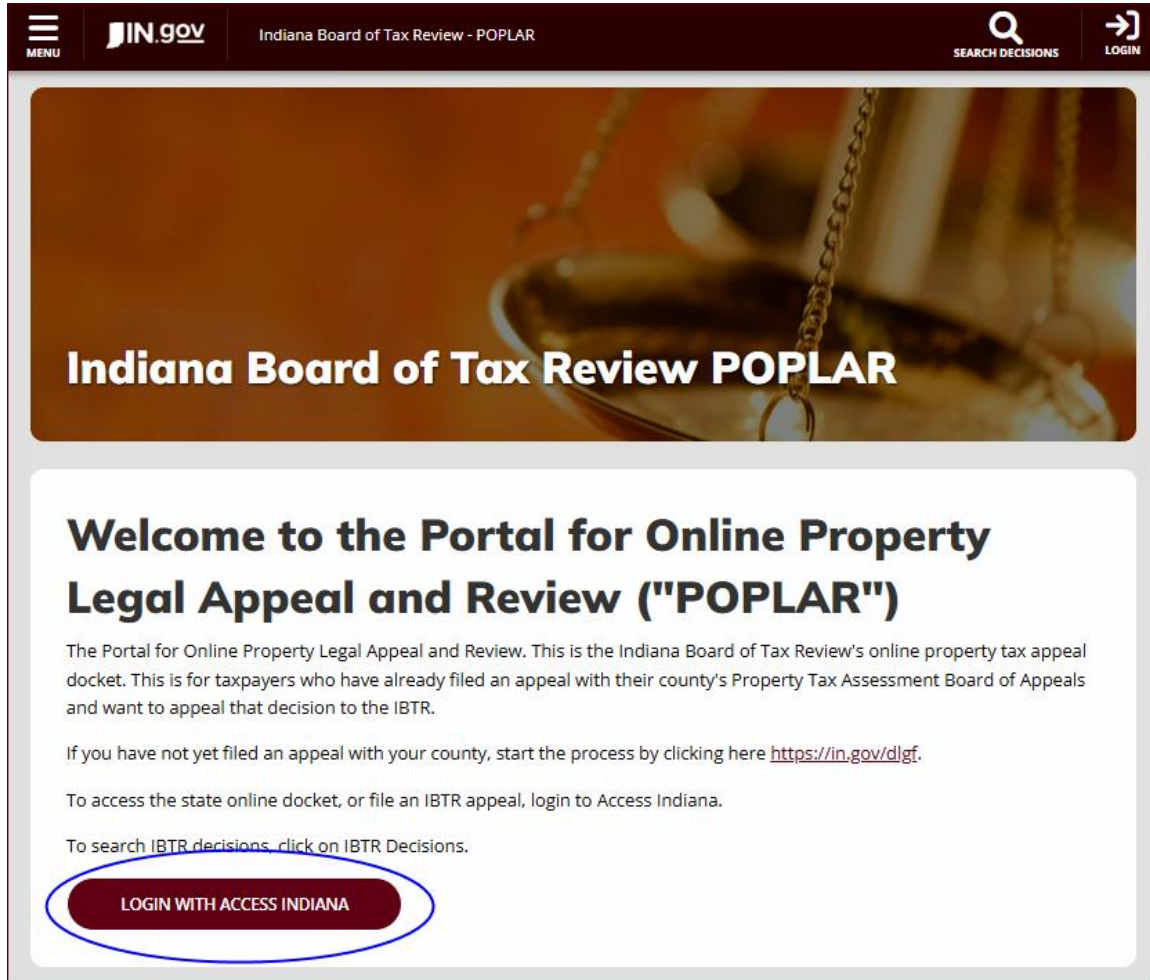 MENU
IN.gov
Indiana Board of Tax Review - POPLAR
SEARCH DECISIONS
LOGIN
Indiana Board of Tax Review POPLAR
Welcome to the Portal for Online Property
Legal Appeal and Review ("POPLAR")
The Portal for Online Property Legal Appeal and Review. This is the Indiana Board of Tax Review's online property tax appeal
docket. This is for taxpayers who have already filed an appeal with their county's Property Tax Assessment Board of Appeals
and want to appeal that decision to the IBTR.
If you have not yet filed an appeal with your county, start the process by clicking here https://in.gov/dlgf.
To access the state online docket, or file an IBTR appeal, login to Access Indiana.
To search IBTR decisions, click on IBTR Decisions.
LOGIN WITH ACCESS INDIANA